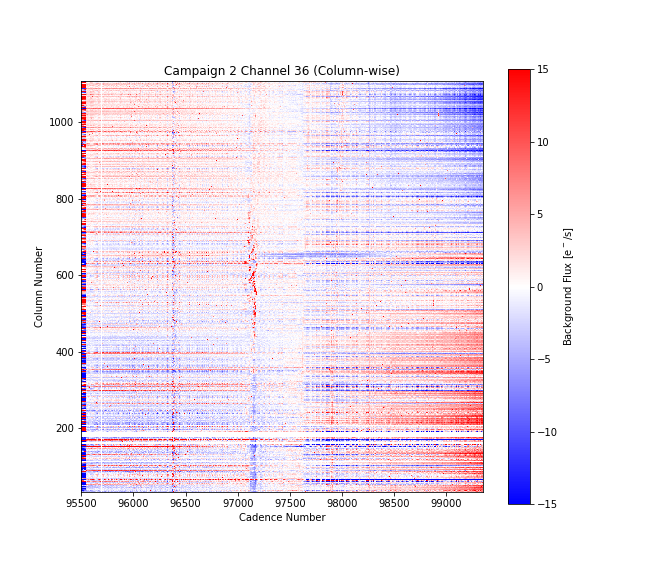 Campaign 2 Channel 36 (Column-wise)
Column Number
1000
800
600
400
200
95500 96000 96500 97000 97500 98000 98500 99000
Cadence Number
15
10
5
0
−5
−10
−15
Background Flux [e⁻/s]